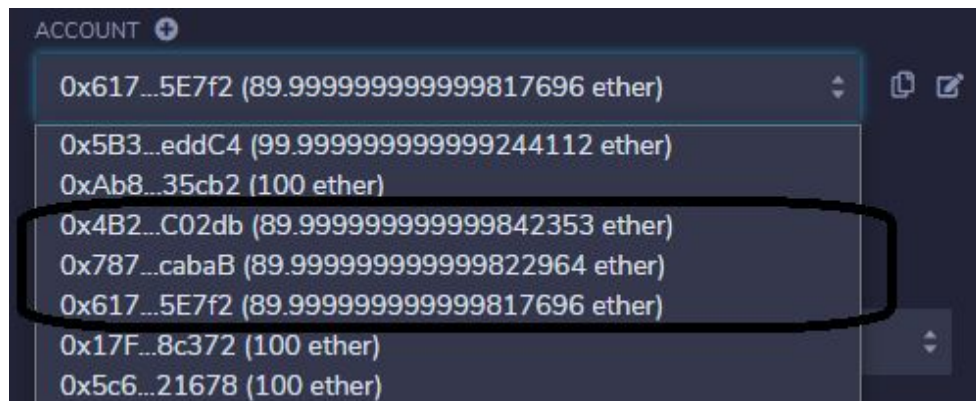 ACCOUNT
0x617...5E7f2 (89.999999999999817696 ether)
0x5B3...eddC4 (99.999999999999244112 ether)
0xAb8...35cb2 (100 ether)
0x4B2...C02db (89.999999999999842353 ether)
0x787...cabaB (89.999999999999822964 ether)
0x617...5E7f2 (89.999999999999817696 ether)
0x17F...8c372 (100 ether)
0x5c6...21678 (100 ether)